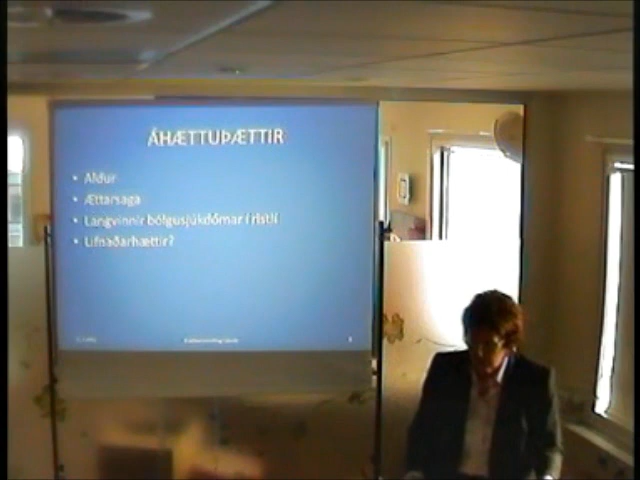 ÁHÆTTUÞÆTTIR
• Aldur
• Ættarsaga
• Langvinnir bólgusjúkdómar í ristli
• Lifnaðarhættir?